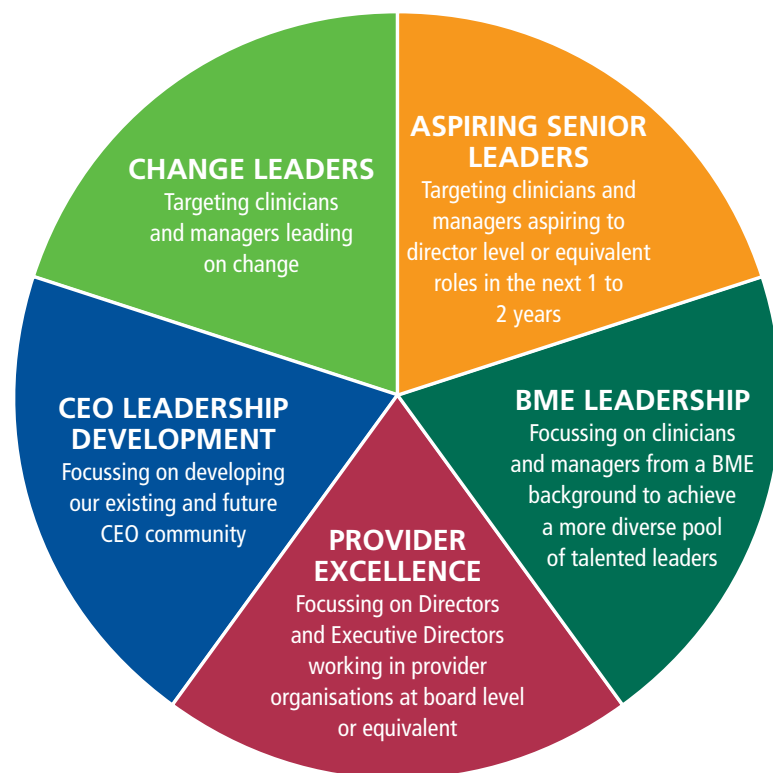 CHANGE LEADERS
Targeting clinicians
and managers leading
on change
ASPIRING SENIOR
LEADERS
Targeting clinicians and
managers aspiring to
director level or equivalent
roles in the next 1 to
2 years
BME LEADERSHIP
Focussing on clinicians
and managers from a BME
background to achieve
a more diverse pool
of talented leaders
PROVIDER
EXCELLENCE
Focussing on Directors
and Executive Directors
working in provider
organisations at board level
or equivalent
CEO LEADERSHIP
DEVELOPMENT
Focussing on developing
our existing and future
CEO community